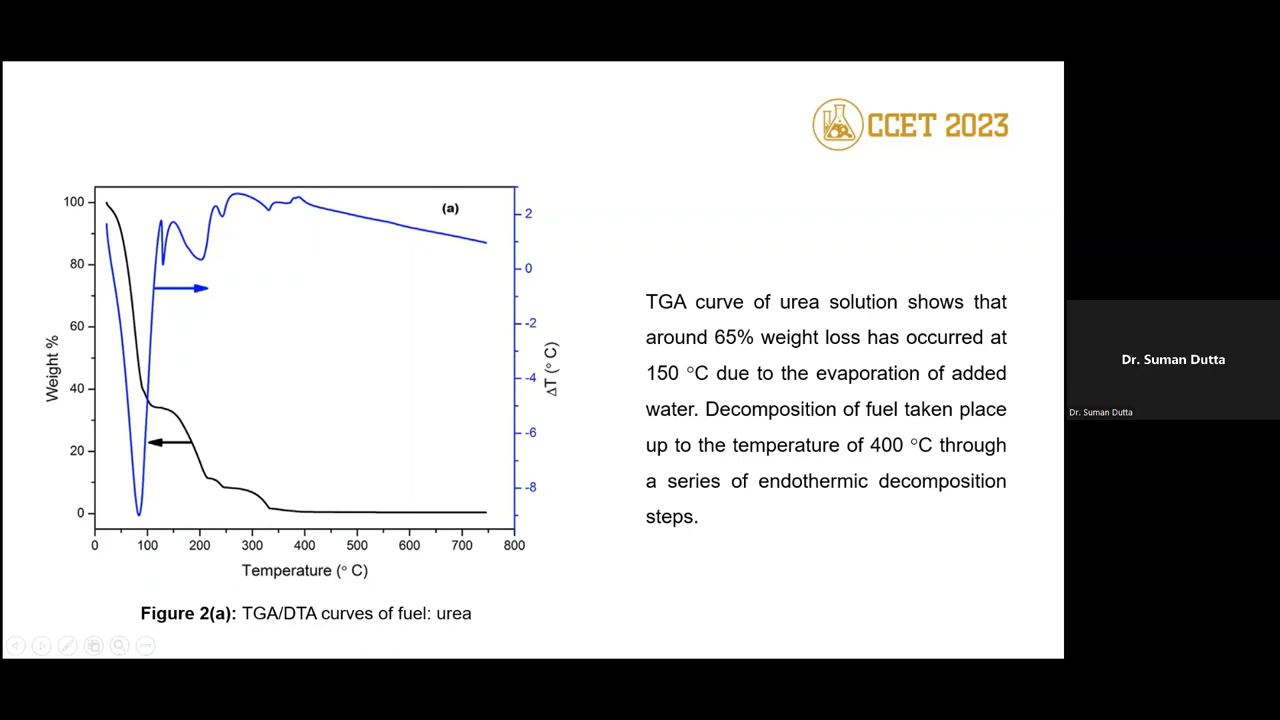 CCET 2023
(a)
100
80
60
40
20
0
Weight %
2
0
-2
-4
-6
-8
ΔT (° C)
0 100 200 300 400 500 600 700 800
Temperature (° C)
Figure 2(a): TGA/DTA curves of fuel: urea
TGA curve of urea solution shows that
around 65% weight loss has occurred at
150 °C due to the evaporation of added
water. Decomposition of fuel taken place
up to the temperature of 400 °C through
a series of endothermic decomposition
steps.
Dr. Suman Dutta
Dr. Suman Dutta